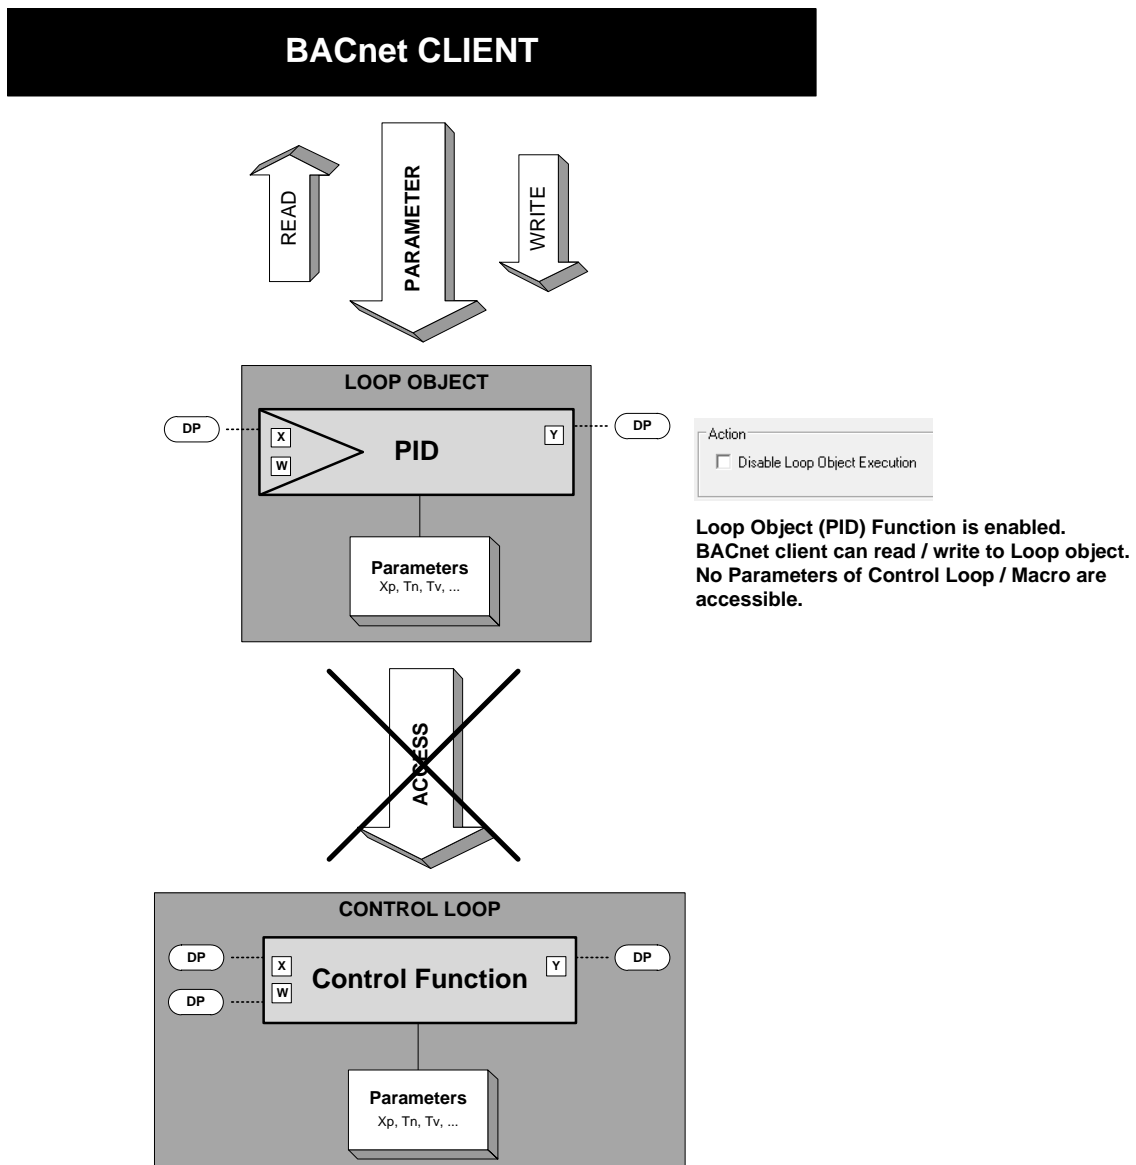 BACnet CLIENT
READ
PARAMETER
WRITE
LOOP OBJECT
DP
X
W
PID
Y
DP
Parameters
Xp, Tn, Tv, ...
Action
Disable Loop Object Execution
Loop Object (PID) Function is enabled.
BACnet client can read / write to Loop object.
No Parameters of Control Loop / Macro are
accessible.
ACCESS
CONTROL LOOP
DP
DP
X
W
Control Function
Y
DP
Parameters
Xp, Tn, Tv, ...